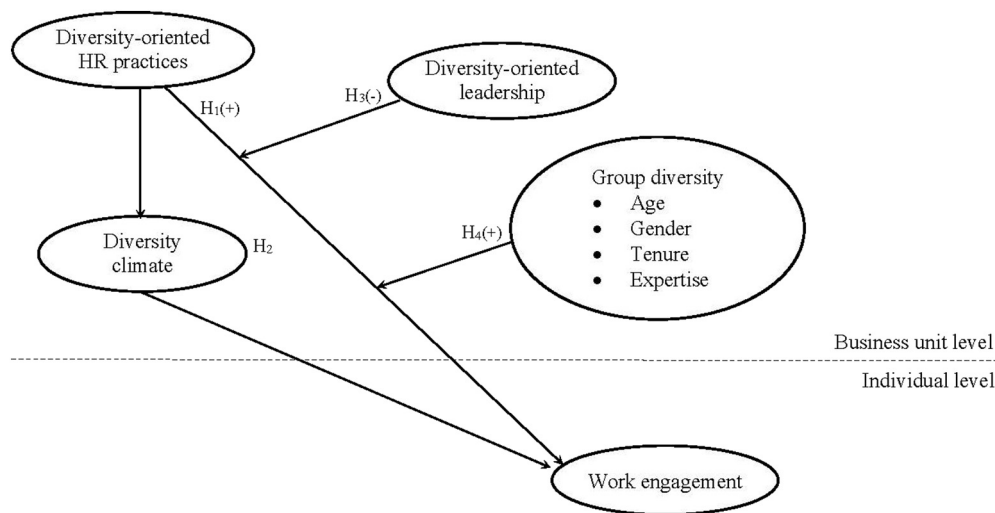 Diversity-oriented
HR practices
Diversity-oriented
leadership
H₁(+)
H₃(-)
Group diversity
• Age
• Gender
• Tenure
• Expertise
H₄(+)
Diversity
climate
H₂
Business unit level
Individual level
Work engagement